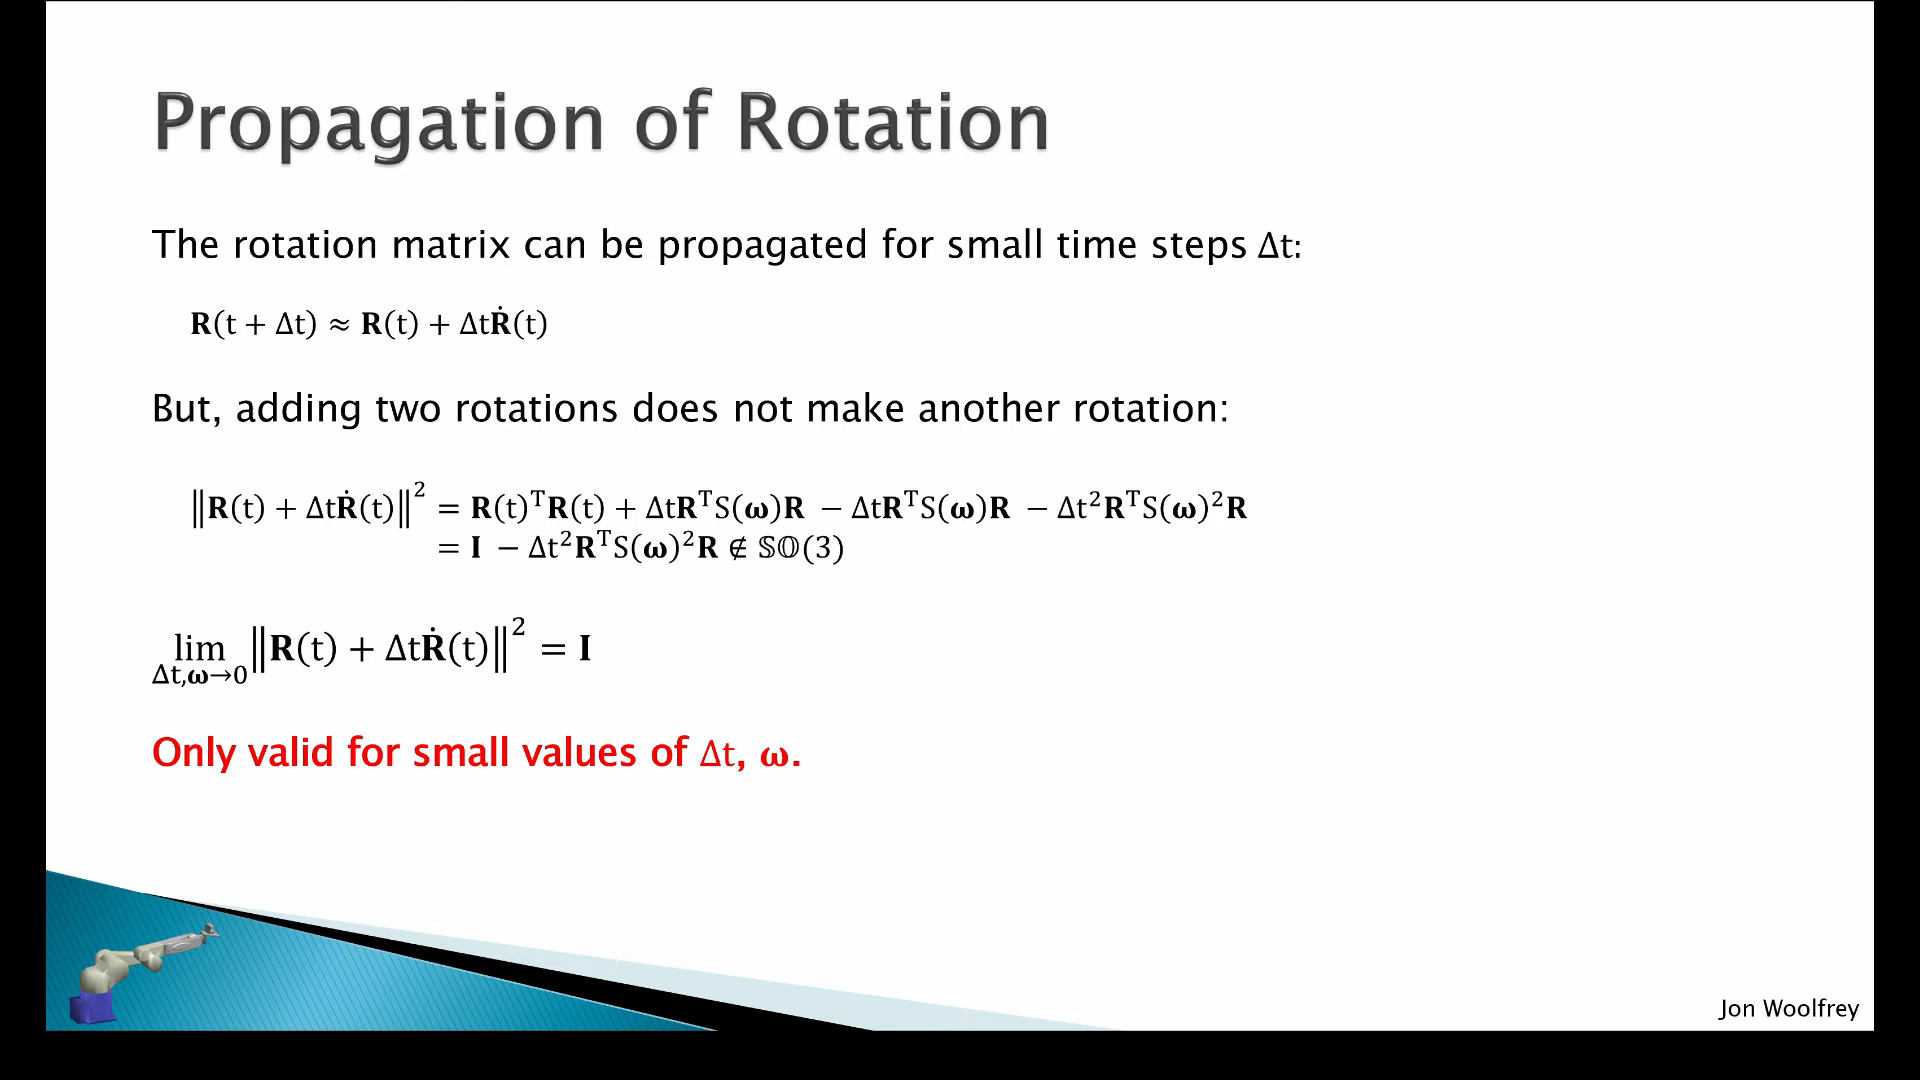 Propagation of Rotation
The rotation matrix can be propagated for small time steps Δt:
𝐑(t + Δt) ≈ 𝐑(t) + Δt𝐑̇(t)
But, adding two rotations does not make another rotation:
‖𝐑(t) + Δt𝐑̇(t)‖² = 𝐑(t)ᵀ𝐑(t) + Δt𝐑ᵀS(𝛚)𝐑 − Δt𝐑ᵀS(𝛚)𝐑 − Δt²𝐑ᵀS(𝛚)²𝐑
= 𝐈 − Δt²𝐑ᵀS(𝛚)²𝐑 ∉ 𝕊𝕆(3)
lim Δt,𝛚→0 ‖𝐑(t) + Δt𝐑̇(t)‖² = 𝐈
Only valid for small values of Δt, 𝛚.
Jon Woolfrey